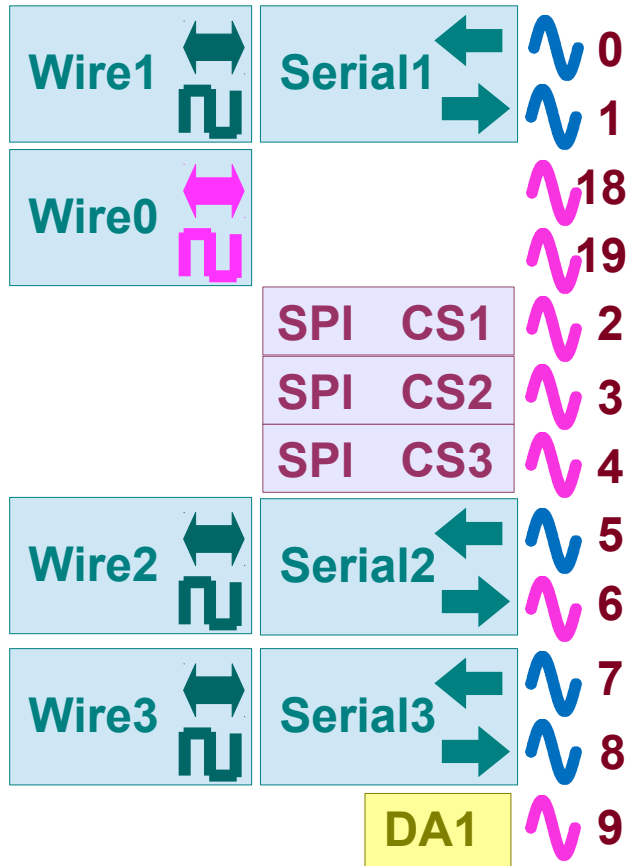 Wire1 Serial1 0
1
Wire0 18
19
SPI CS1 2
SPI CS2 3
SPI CS3 4
Wire2 Serial2 5
6
Wire3 Serial3 7
8
DA1 9